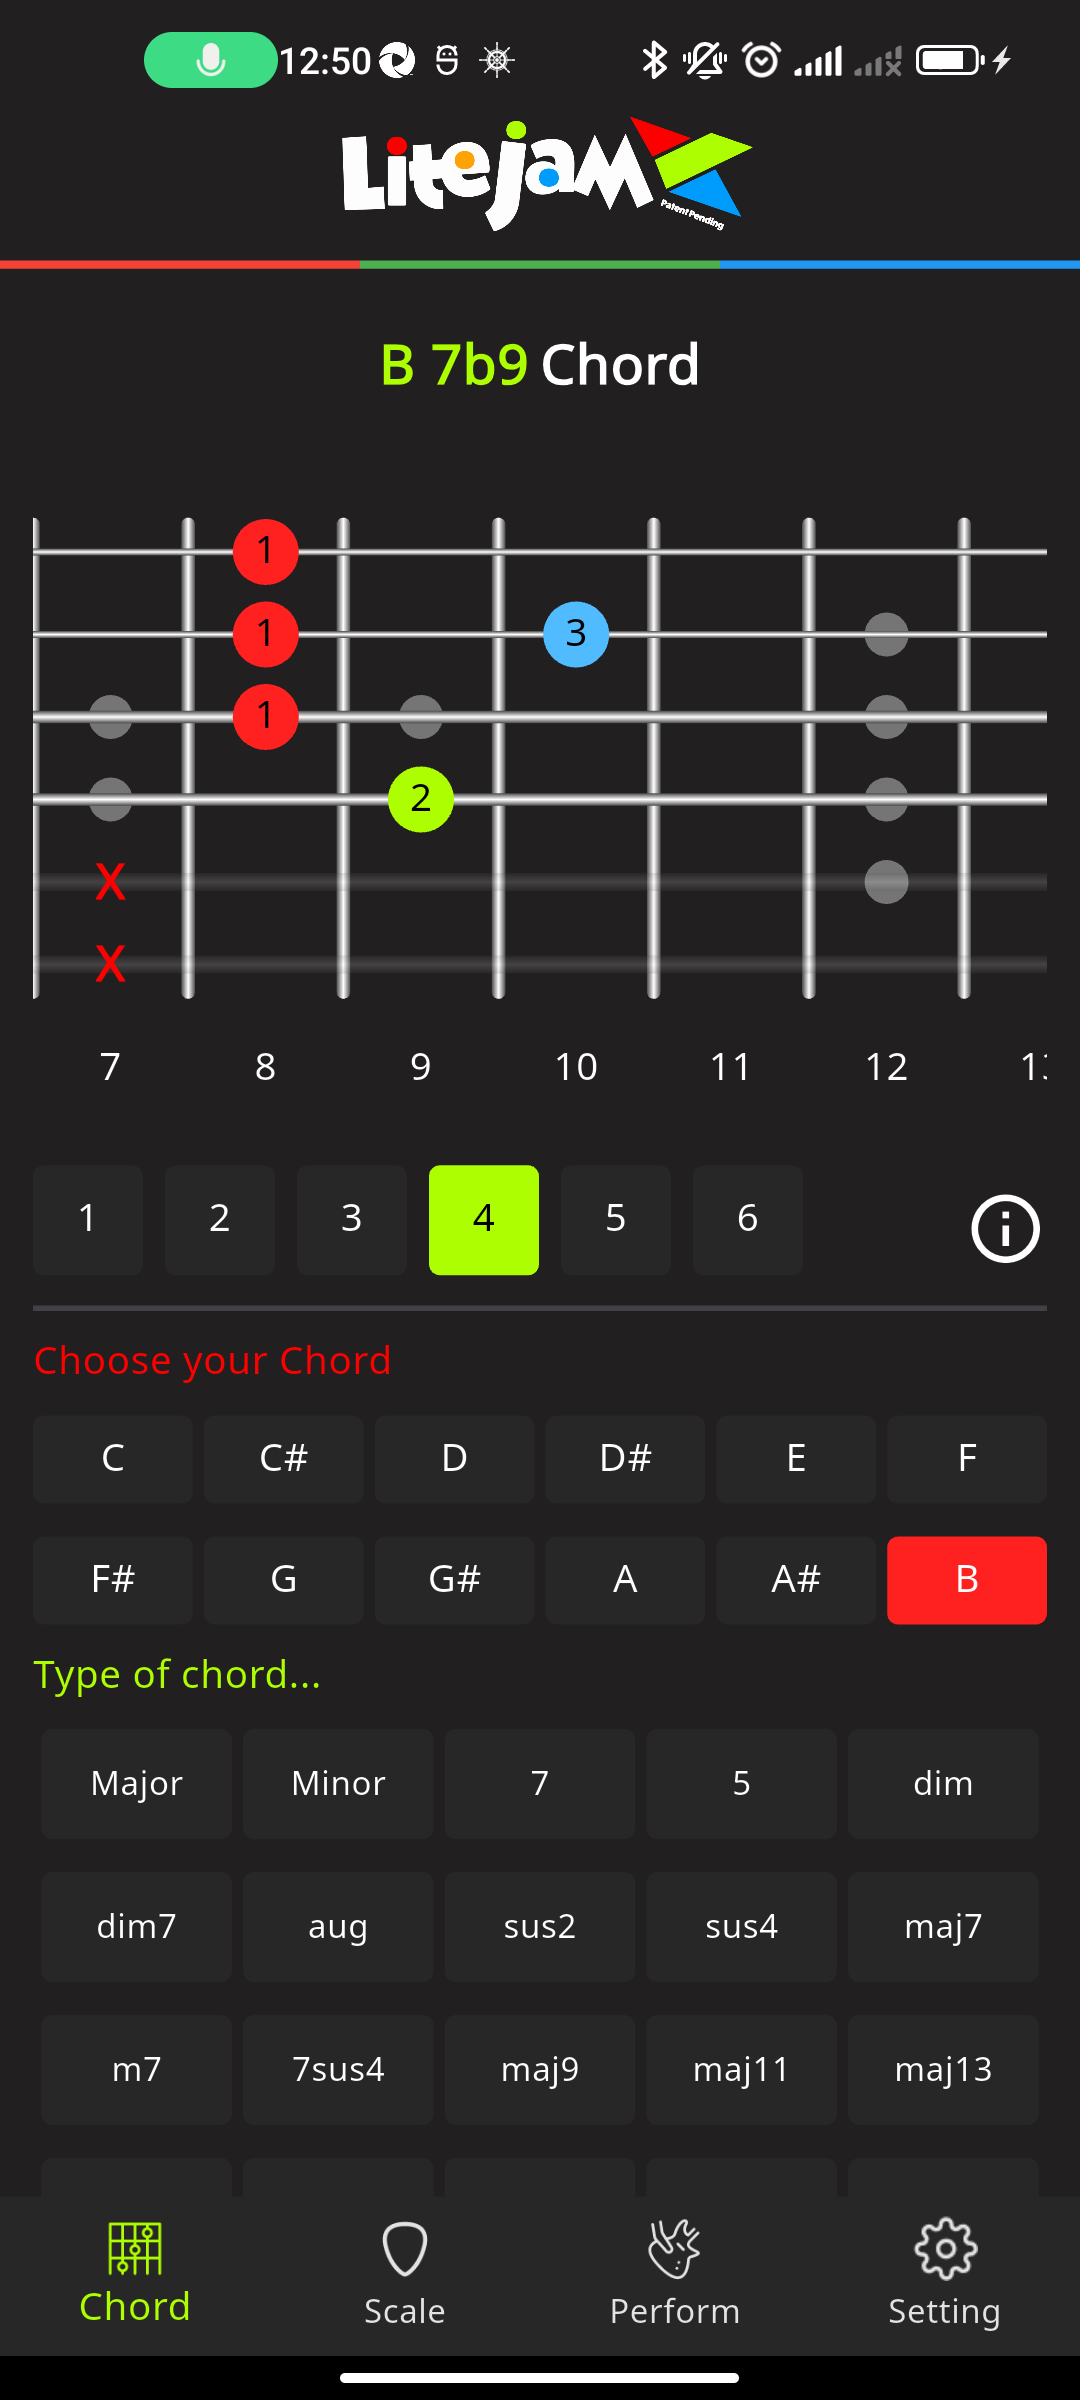 12:50
Litejam
Patent Pending
B 7b9 Chord
1
1 3
1
2
X
X
7 8 9 10 11 12
1 2 3 4 5 6
Choose your Chord
C C# D D# E F
F# G G# A A# B
Type of chord...
Major Minor 7 5 dim
dim7 aug sus2 sus4 maj7
m7 7sus4 maj9 maj11 maj13
Chord Scale Perform Setting